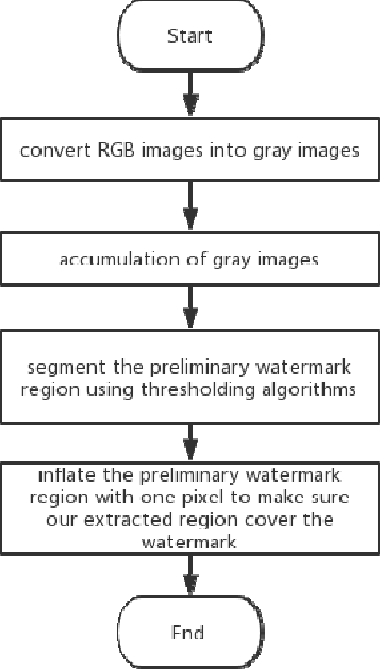 Start
convert RGB images into gray images
accumulation of gray images
segment the preliminary watermark
region using thresholding algorithms
inflate the preliminary watermark
region with one pixel to make sure
our extracted region cover the
watermark
End